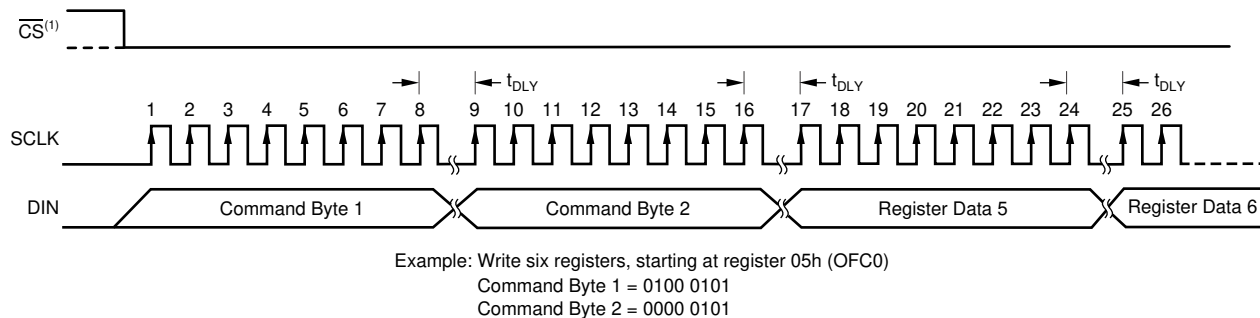 CS(1)
tDLY tDLY tDLY
1 2 3 4 5 6 7 8 9 10 11 12 13 14 15 16 17 18 19 20 21 22 23 24 25 26
SCLK
DIN Command Byte 1 Command Byte 2 Register Data 5 Register Data 6
Example: Write six registers, starting at register 05h (OFC0)
Command Byte 1 = 0100 0101
Command Byte 2 = 0000 0101